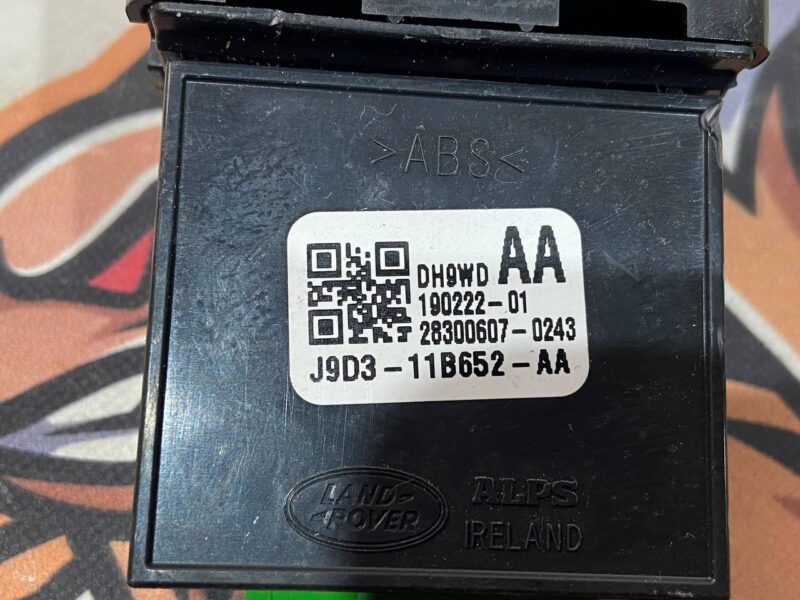 >ABS<
DH9WD AA
190222-01
28300607-0243
J9D3-11B652-AA
LAND-
-ROVER
ALPS
IRELAND